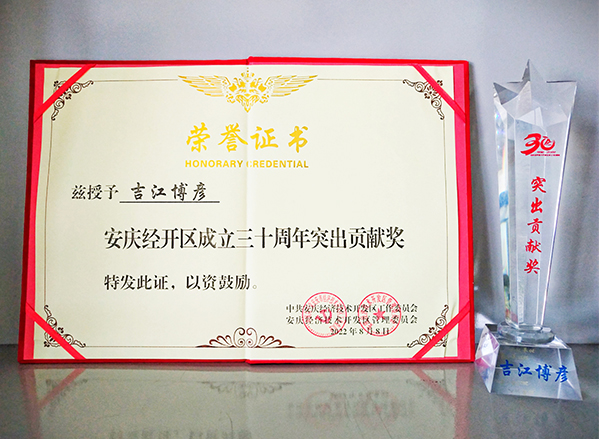 荣誉证书
HONORARY CREDENTIAL
兹授予 吉江博彦
安庆经开区成立三十周年突出贡献奖
特发此证，以资鼓励。
中共安庆经济技术开发区工作委员会
安庆经济技术开发区管理委员会
2022年8月8日
30
突出贡献奖
吉江博彦